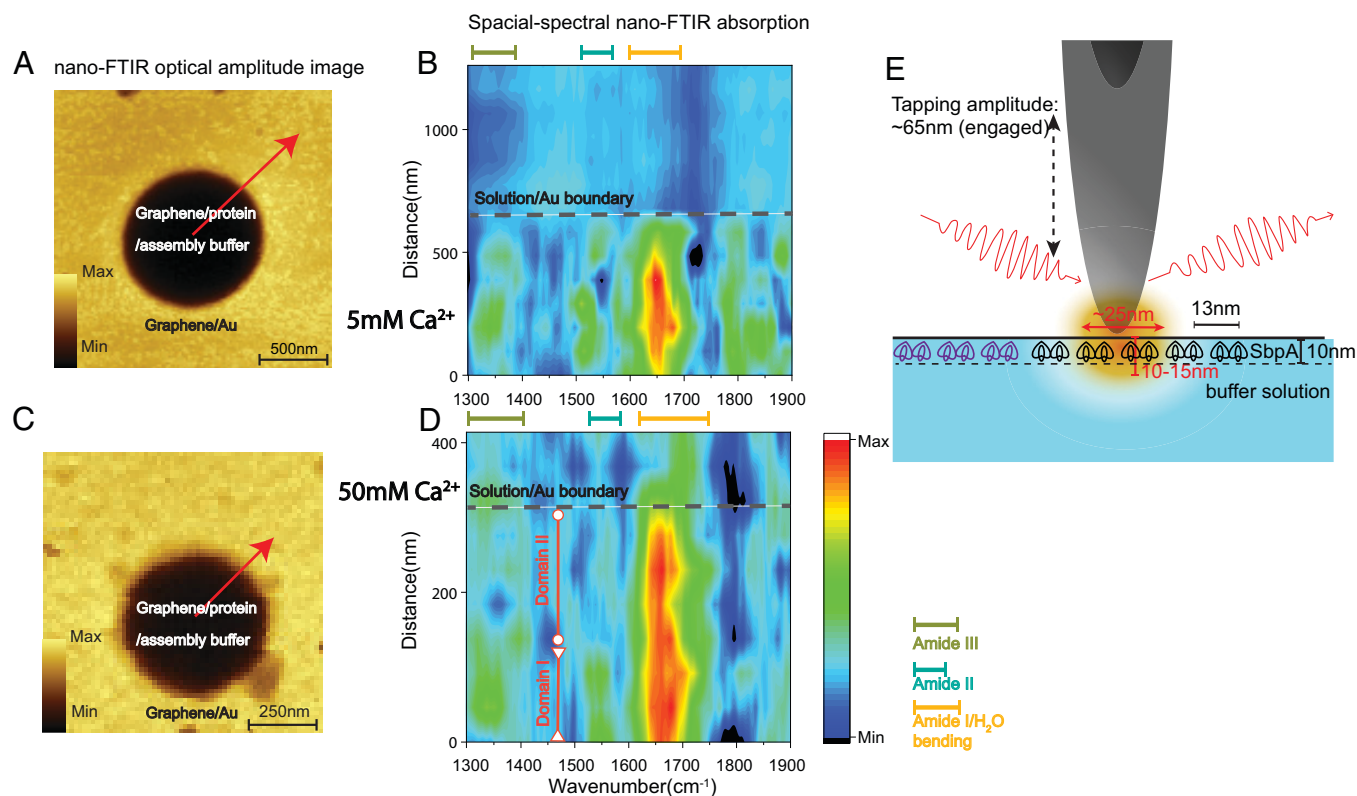 Spacial-spectral nano-FTIR absorption
A
nano-FTIR optical amplitude image
Graphene/protein
/assembly buffer
Max
Min
Graphene/Au
500nm
B
Distance(nm)
1000
500
0
Solution/Au boundary
5mM Ca²⁺
1300 1400 1500 1600 1700 1800 1900
C
Graphene/protein
/assembly buffer
Max
Min
Graphene/Au
250nm
D
50mM Ca²⁺
Distance(nm)
400
200
0
Solution/Au boundary
Domain II
Domain I
1300 1400 1500 1600 1700 1800 1900
Wavenumber(cm⁻¹)
Max
Min
E
Tapping amplitude:
~65nm (engaged)
~25nm
13nm
SbpA
10nm
10-15nm
buffer solution
Amide III
Amide II
Amide I/H₂O
bending